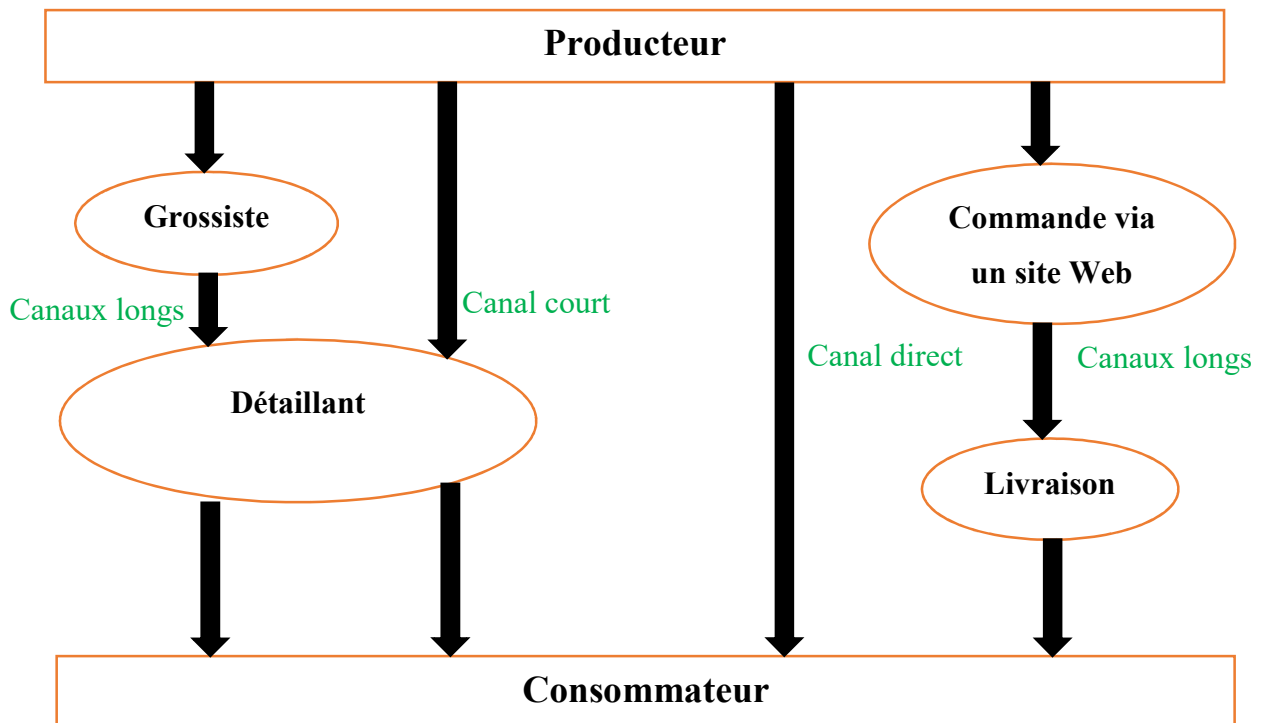 Producteur
Grossiste
Commande via
un site Web
Canaux longs
Canal court
Canal direct
Canaux longs
Détaillant
Livraison
Consommateur